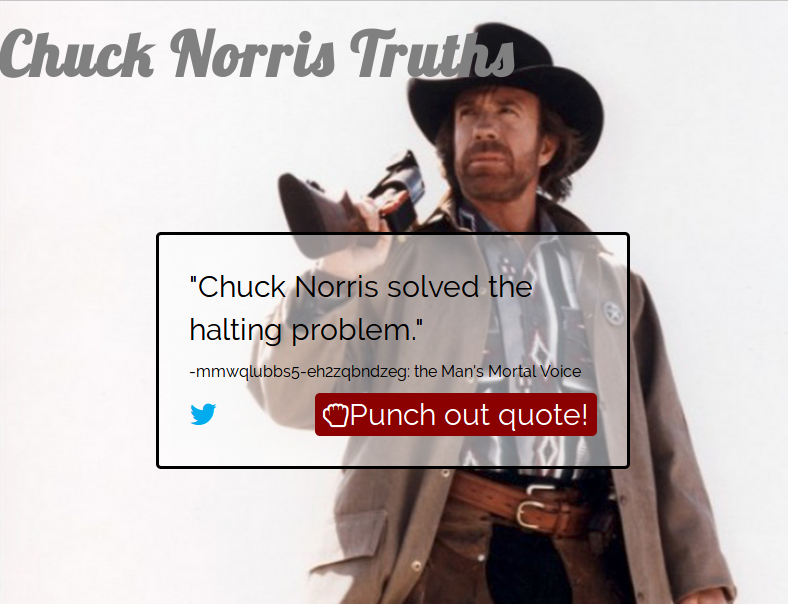 Chuck Norris Truths
"Chuck Norris solved the
halting problem."
-mmwqlubbs5-eh2zqbndzeg: the Man's Mortal Voice
Punch out quote!